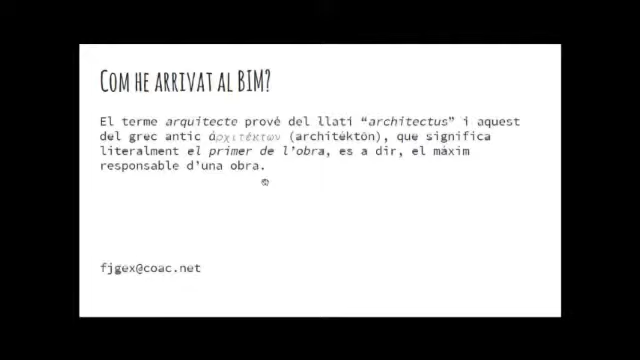 COM HE ARRIVAT AL BIM?
El terme arquitecte prové del llatí “architectus” i aquest
del grec antic ἀρχιτέκτων (architéktōn), que significa
literalment el primer de l’obra, es a dir, el màxim
responsable d’una obra.
fjgex@coac.net